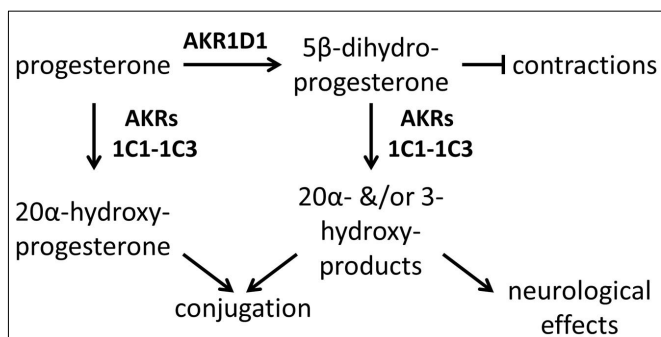 progesterone
AKR1D1
5β-dihydro-
progesterone
contractions
AKRs
1C1-1C3
AKRs
1C1-1C3
20α-hydroxy-
progesterone
20α- &/or 3-
hydroxy-
products
conjugation
neurological
effects